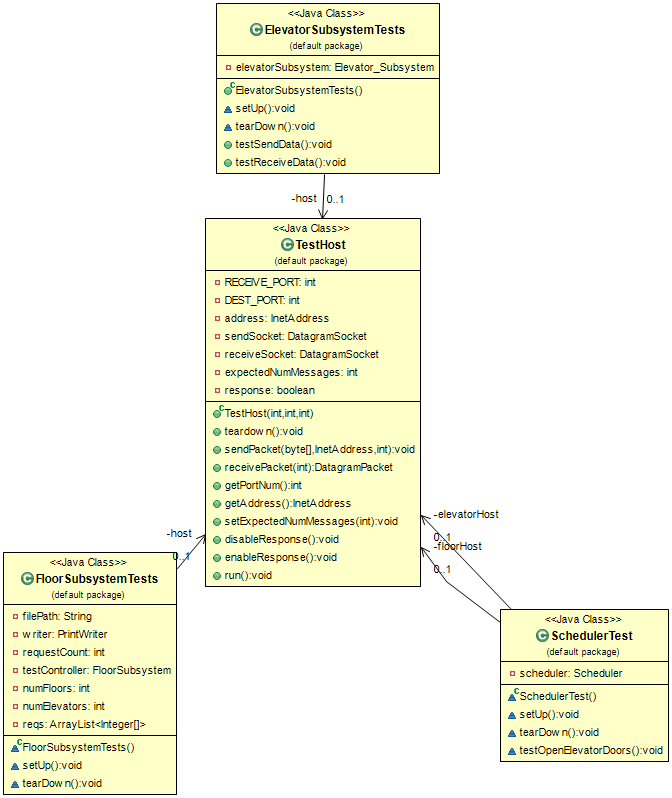 <<Java Class>>
ElevatorSubsystemTests
(default package)
elevatorSubsystem: Elevator_Subsystem
ElevatorSubsystemTests()
setUp():void
tearDown():void
testSendData():void
testReceiveData():void
-host
0..1
<<Java Class>>
TestHost
(default package)
RECEIVE_PORT: int
DEST_PORT: int
address: InetAddress
sendSocket: DatagramSocket
receiveSocket: DatagramSocket
expectedNumMessages: int
response: boolean
TestHost(int,int,int)
teardown():void
sendPacket(byte[],InetAddress,int):void
receivePacket(int):DatagramPacket
getPortNum():int
getAddress():InetAddress
setExpectedNumMessages(int):void
disableResponse():void
enableResponse():void
run():void
-host
0..1
-elevatorHost
0..1
-floorHost
0..1
<<Java Class>>
FloorSubsystemTests
(default package)
filePath: String
writer: PrintWriter
requestCount: int
testController: FloorSubsystem
numFloors: int
numElevators: int
reqs: ArrayList<Integer[]>
FloorSubsystemTests()
setUp():void
tearDown():void
<<Java Class>>
SchedulerTest
(default package)
scheduler: Scheduler
SchedulerTest()
setUp():void
tearDown():void
testOpenElevatorDoors():void